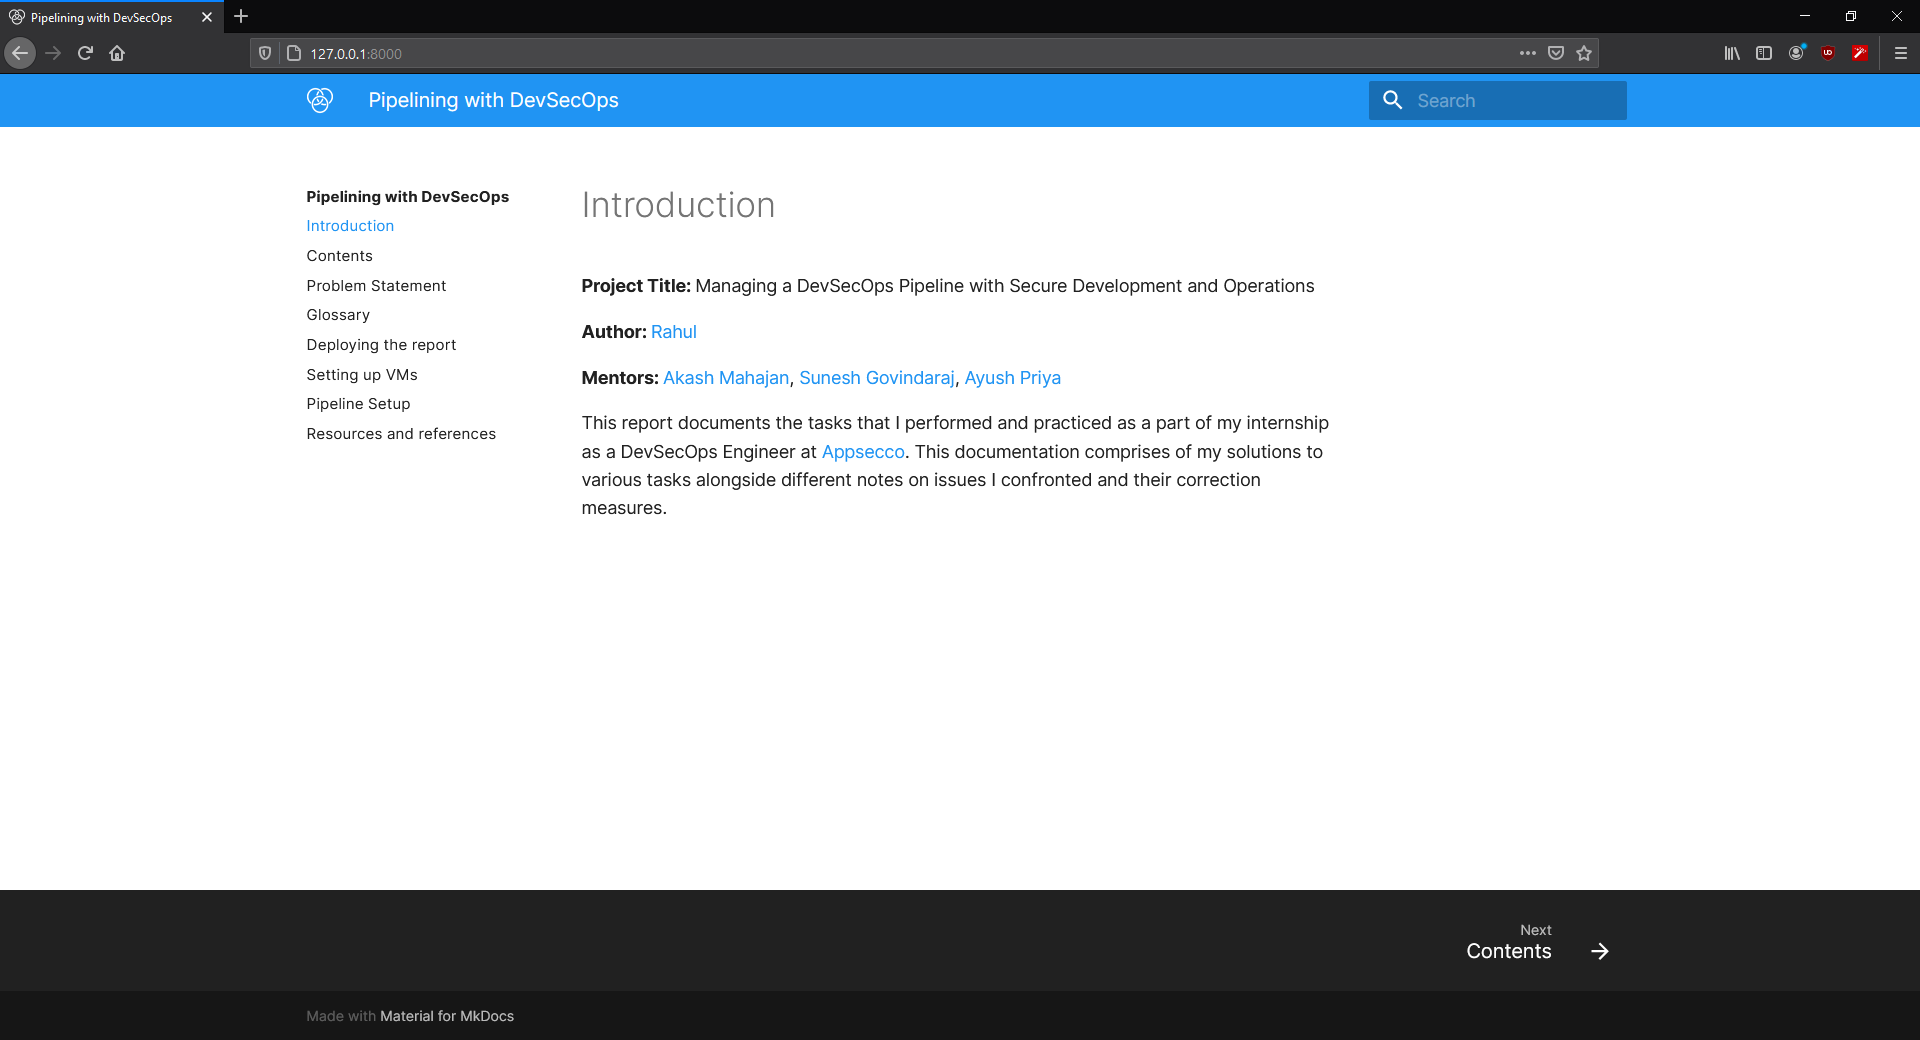 Pipelining with DevSecOps
127.0.0.1:8000
UD
Pipelining with DevSecOps
Search
Pipelining with DevSecOps
Introduction
Contents
Problem Statement
Glossary
Deploying the report
Setting up VMs
Pipeline Setup
Resources and references
Introduction
Project Title: Managing a DevSecOps Pipeline with Secure Development and Operations
Author: Rahul
Mentors: Akash Mahajan, Sunesh Govindaraj, Ayush Priya
This report documents the tasks that I performed and practiced as a part of my internship
as a DevSecOps Engineer at Appsecco. This documentation comprises of my solutions to
various tasks alongside different notes on issues I confronted and their correction
measures.
Next
Contents
Made with Material for MkDocs